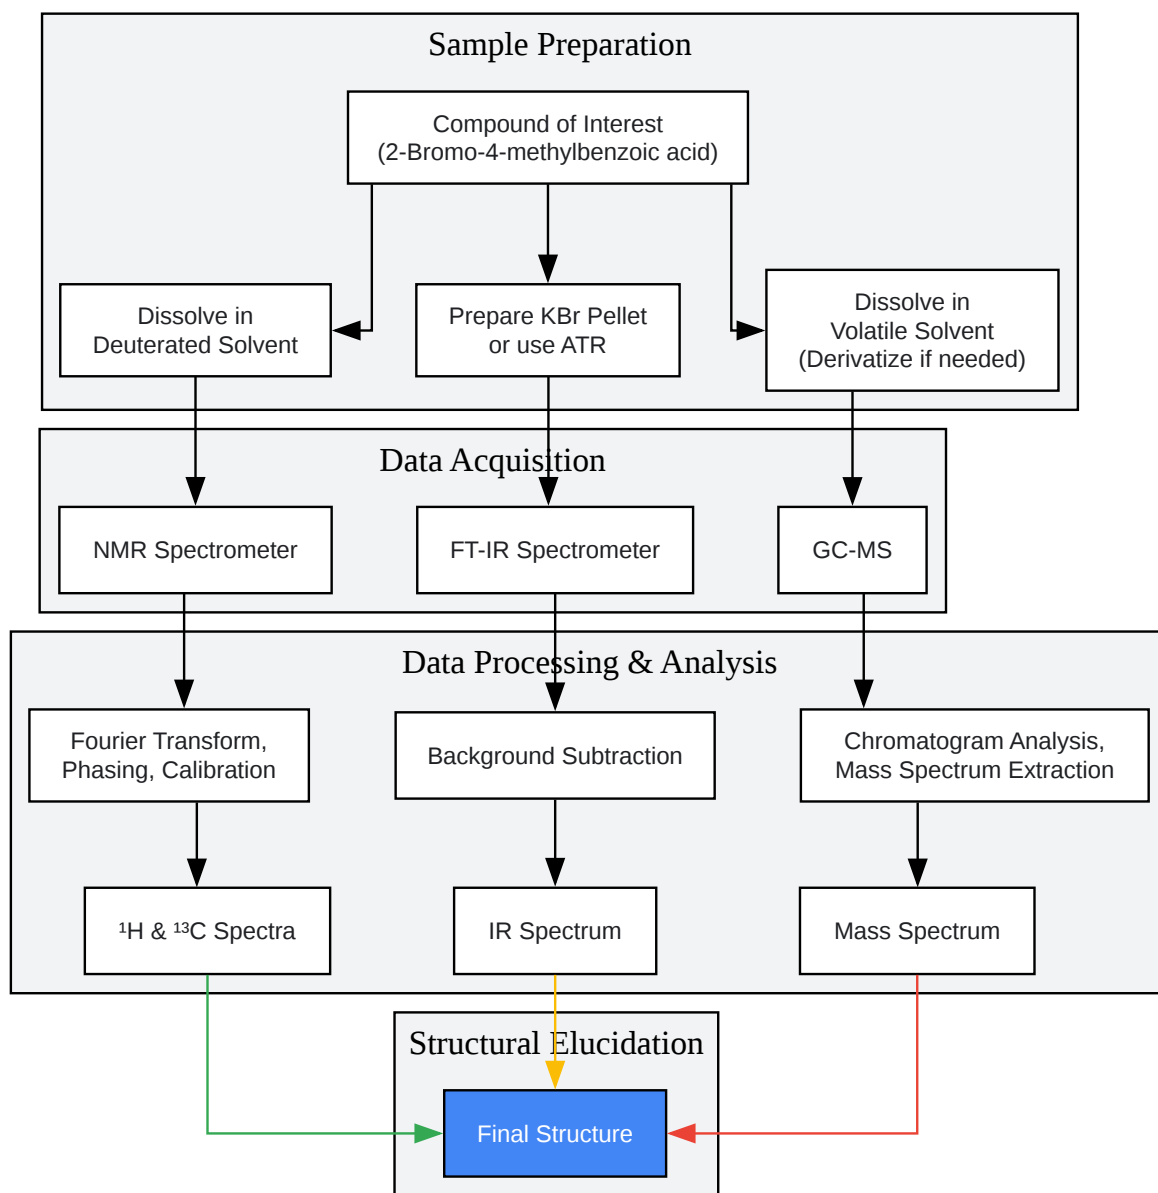 Sample Preparation
Compound of Interest
(2-Bromo-4-methylbenzoic acid)
Dissolve in
Deuterated Solvent
Prepare KBr Pellet
or use ATR
Dissolve in
Volatile Solvent
(Derivatize if needed)
Data Acquisition
NMR Spectrometer
FT-IR Spectrometer
GC-MS
Data Processing & Analysis
Fourier Transform,
Phasing, Calibration
Background Subtraction
Chromatogram Analysis,
Mass Spectrum Extraction
¹H & ¹³C Spectra
IR Spectrum
Mass Spectrum
Structural Elucidation
Final Structure